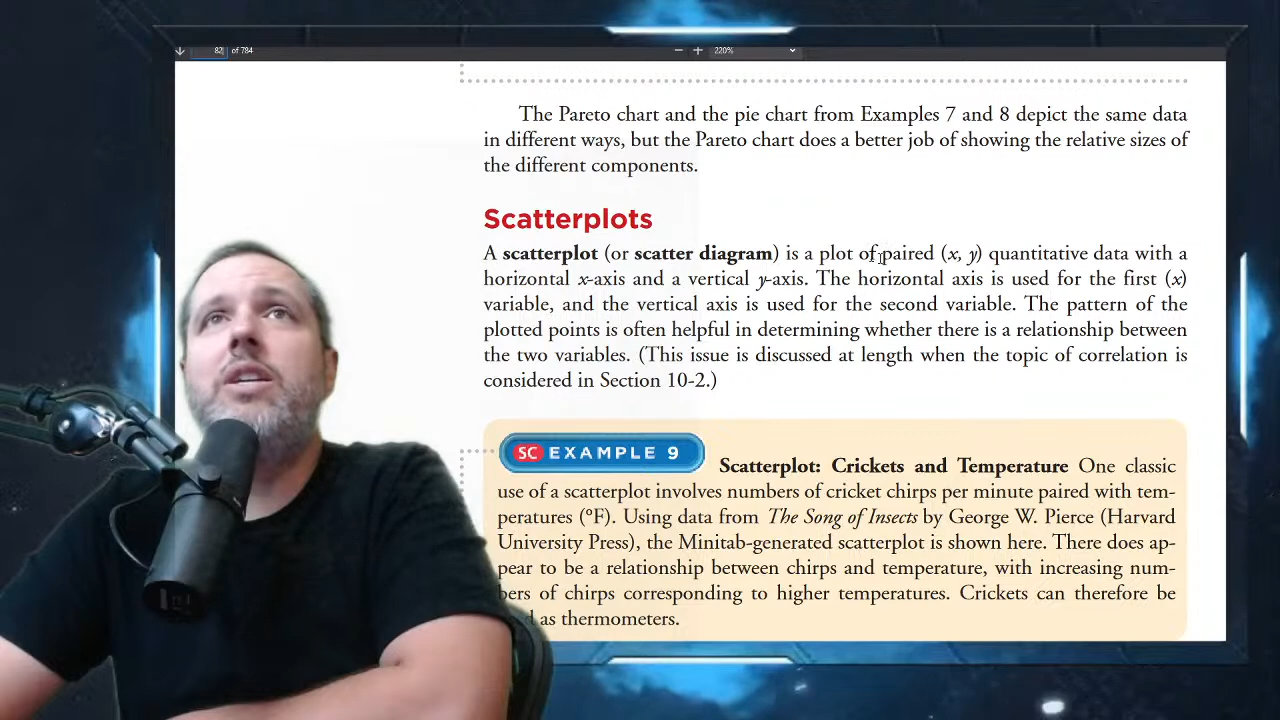 82 of 784
220%
The Pareto chart and the pie chart from Examples 7 and 8 depict the same data
in different ways, but the Pareto chart does a better job of showing the relative sizes of
the different components.
Scatterplots
A scatterplot (or scatter diagram) is a plot of paired (x, y) quantitative data with a
horizontal x-axis and a vertical y-axis. The horizontal axis is used for the first (x)
variable, and the vertical axis is used for the second variable. The pattern of the
plotted points is often helpful in determining whether there is a relationship between
the two variables. (This issue is discussed at length when the topic of correlation is
considered in Section 10-2.)
SC EXAMPLE 9
Scatterplot: Crickets and Temperature One classic
use of a scatterplot involves numbers of cricket chirps per minute paired with tem-
peratures (°F). Using data from The Song of Insects by George W. Pierce (Harvard
University Press), the Minitab-generated scatterplot is shown here. There does ap-
pear to be a relationship between chirps and temperature, with increasing num-
bers of chirps corresponding to higher temperatures. Crickets can therefore be
as thermometers.